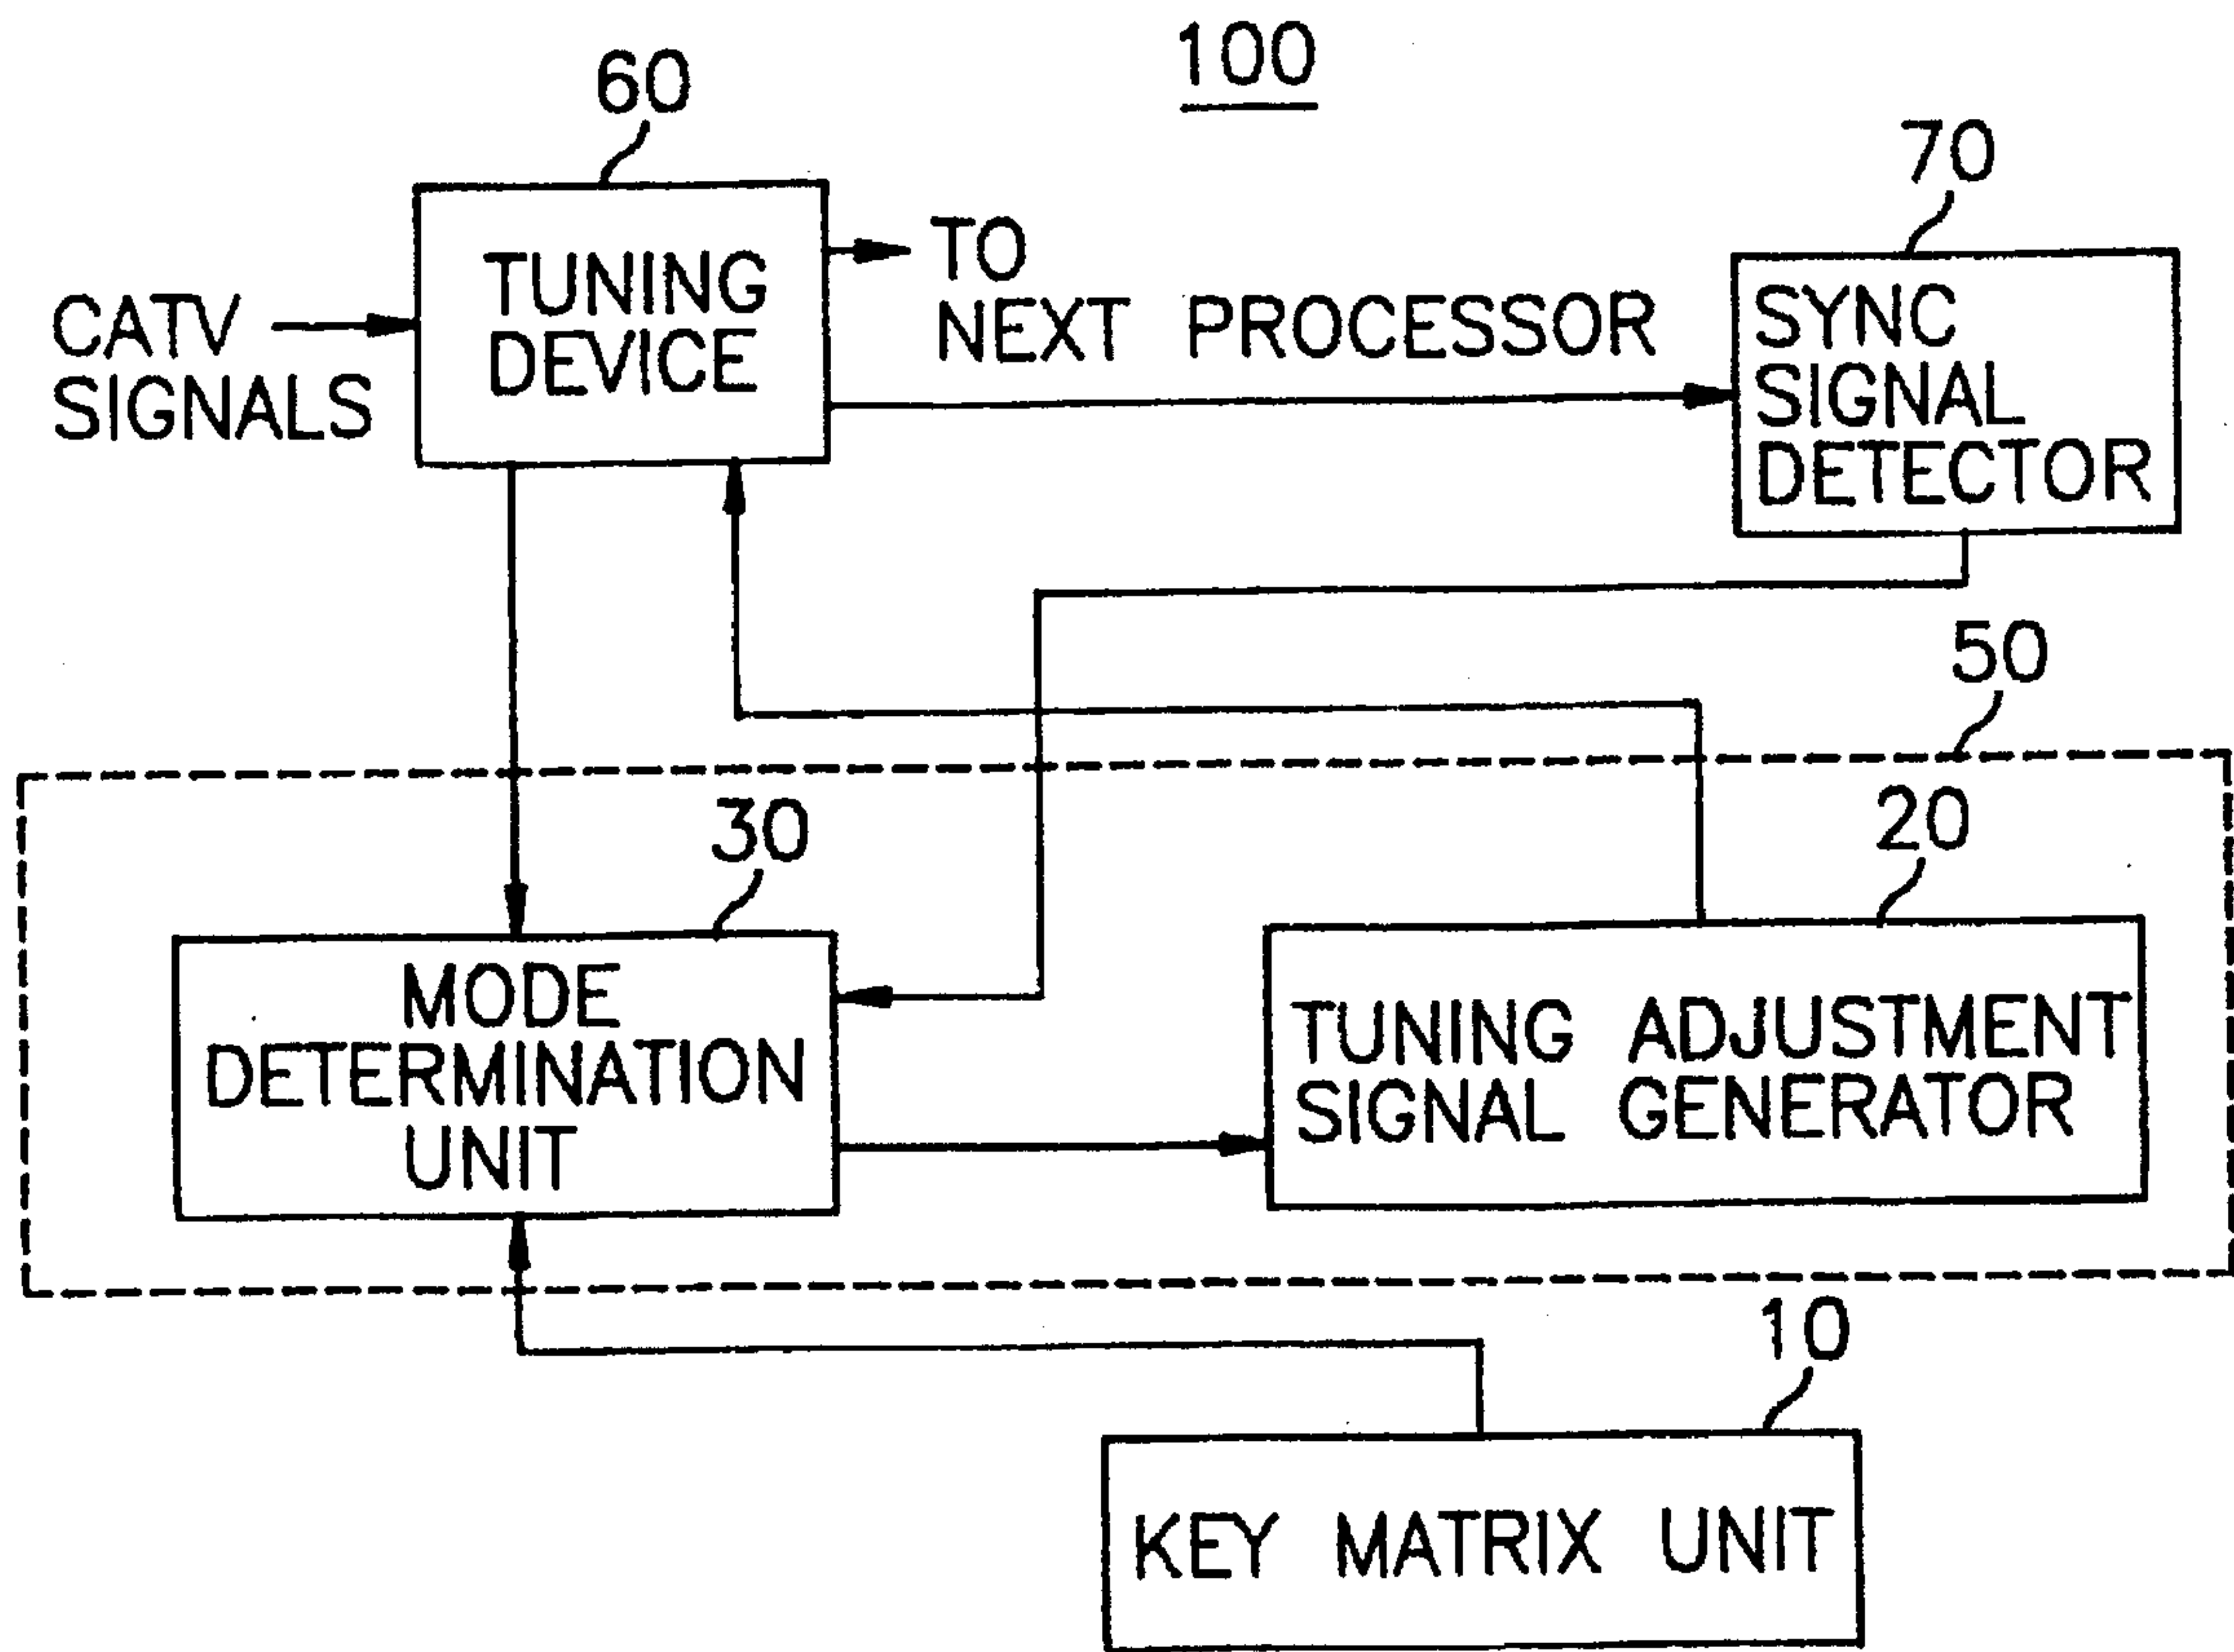 100
60
70
CATV
SIGNALS
TUNING
DEVICE
TO
NEXT PROCESSOR
SYNC
SIGNAL
DETECTOR
50
30
20
MODE
DETERMINATION
UNIT
TUNING ADJUSTMENT
SIGNAL GENERATOR
10
KEY MATRIX UNIT